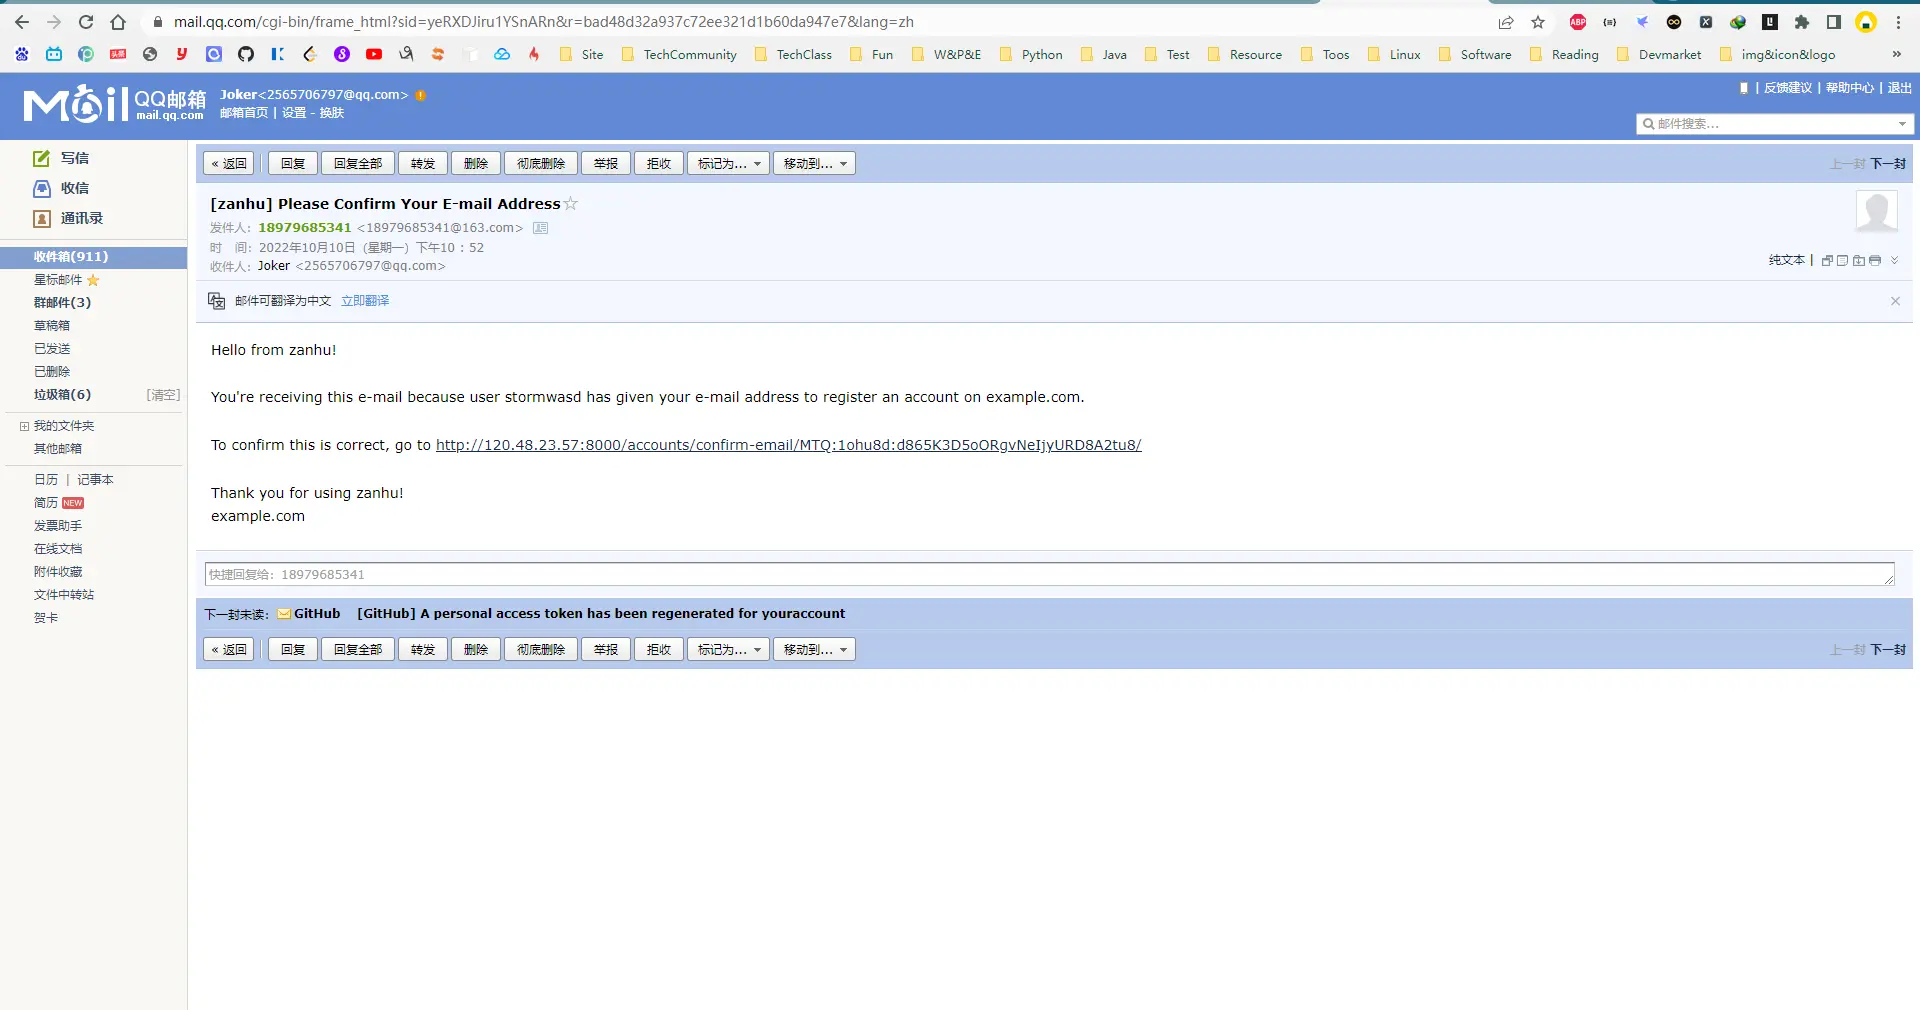 mail.qq.com/cgi-bin/frame_html?sid=yeRXDJiru1YSnARn&r=bad48d32a937c72ee321d1b60da947e7&lang=zh
ABP
Site TechCommunity TechClass Fun W&P&E Python Java Test Resource Toos Linux Software Reading Devmarket img&icon&logo »
Mail QQ邮箱 mail.qq.com
Joker<2565706797@qq.com>
邮箱首页 | 设置 - 换肤
| 反馈建议 | 帮助中心 | 退出
邮件搜索...
写信
收信
通讯录
收件箱(911)
星标邮件
群邮件(3)
草稿箱
已发送
已删除
垃圾箱(6) [清空]
我的文件夹
其他邮箱
日历 | 记事本
简历 NEW
发票助手
在线文档
附件收藏
文件中转站
贺卡
« 返回 回复 回复全部 转发 删除 彻底删除 举报 拒收 标记为... 移动到... 上一封 下一封
[zanhu] Please Confirm Your E-mail Address☆
发件人: 18979685341 <18979685341@163.com>
时 间: 2022年10月10日 (星期一) 下午10:52
收件人: Joker <2565706797@qq.com>
纯文本 |
邮件可翻译为中文 立即翻译
Hello from zanhu!
You're receiving this e-mail because user stormwasd has given your e-mail address to register an account on example.com.
To confirm this is correct, go to http://120.48.23.57:8000/accounts/confirm-email/MTQ:1ohu8d:d865K3D5oORgvNeIjyURD8A2tu8/
Thank you for using zanhu!
example.com
快捷回复给: 18979685341
下一封未读: GitHub [GitHub] A personal access token has been regenerated for youraccount
« 返回 回复 回复全部 转发 删除 彻底删除 举报 拒收 标记为... 移动到... 上一封 下一封